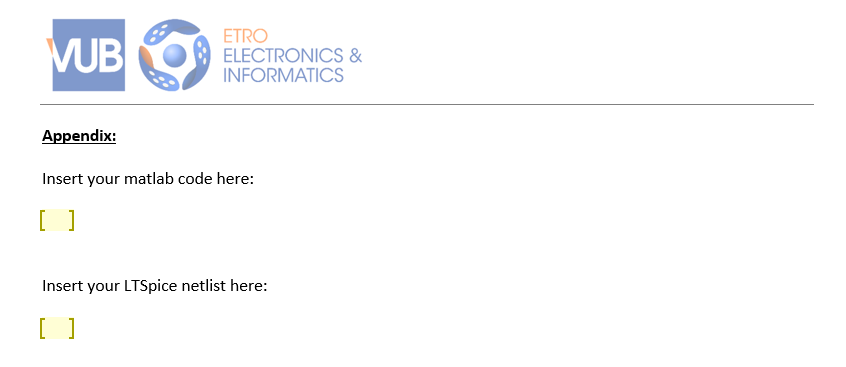 VUB
ETRO
ELECTRONICS &
INFORMATICS
Appendix:
Insert your matlab code here:
[ ]
Insert your LTSpice netlist here:
[ ]